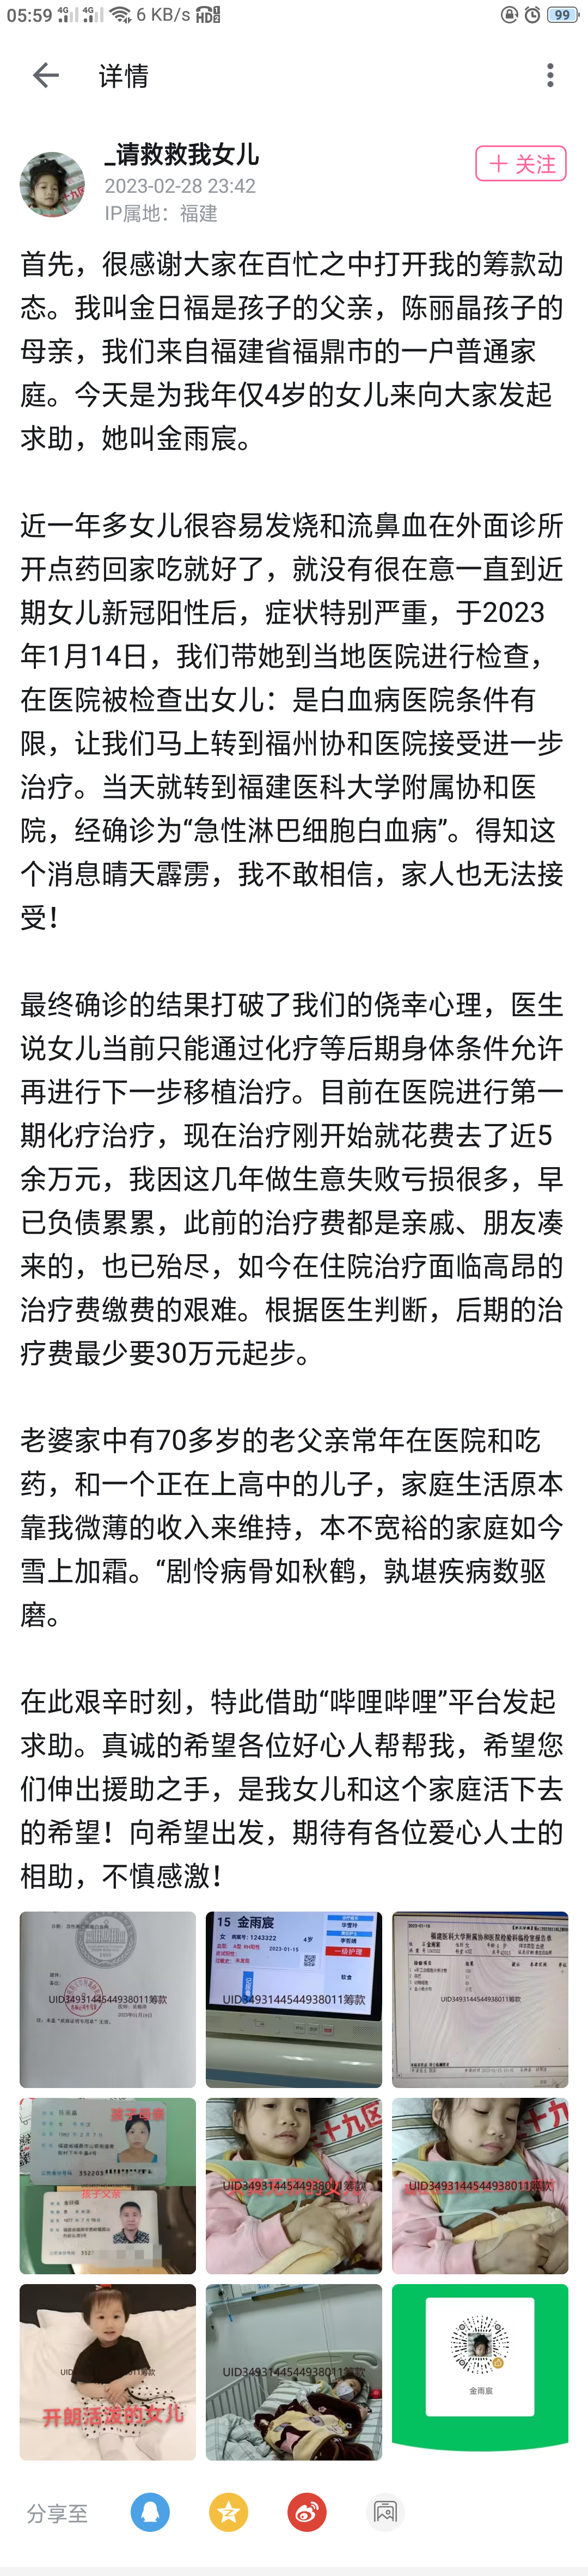 05:59 4G 4G 6 KB/s HD 99
详情
_请救救我女儿
2023-02-28 23:42
IP属地：福建
＋ 关注
首先，很感谢大家在百忙之中打开我的筹款动
态。我叫金日福是孩子的父亲，陈丽晶孩子的
母亲，我们来自福建省福鼎市的一户普通家
庭。今天是为我年仅4岁的女儿来向大家发起
求助，她叫金雨宸。
近一年多女儿很容易发烧和流鼻血在外面诊所
开点药回家吃就好了，就没有很在意一直到近
期女儿新冠阳性后，症状特别严重，于2023
年1月14日，我们带她到当地医院进行检查，
在医院被检查出女儿：是白血病医院条件有
限，让我们马上转到福州协和医院接受进一步
治疗。当天就转到福建医科大学附属协和医
院，经确诊为“急性淋巴细胞白血病”。得知这
个消息晴天霹雳，我不敢相信，家人也无法接
受！
最终确诊的结果打破了我们的侥幸心理，医生
说女儿当前只能通过化疗等后期身体条件允许
再进行下一步移植治疗。目前在医院进行第一
期化疗治疗，现在治疗刚开始就花费去了近5
余万元，我因这几年做生意失败亏损很多，早
已负债累累，此前的治疗费都是亲戚、朋友凑
来的，也已殆尽，如今在住院治疗面临高昂的
治疗费缴费的艰难。根据医生判断，后期的治
疗费最少要30万元起步。
老婆家中有70多岁的老父亲常年在医院和吃
药，和一个正在上高中的儿子，家庭生活原本
靠我微薄的收入来维持，本不宽裕的家庭如今
雪上加霜。“剧怜病骨如秋鹤，孰堪疾病数驱
磨。
在此艰辛时刻，特此借助“哔哩哔哩”平台发起
求助。真诚的希望各位好心人帮帮我，希望您
们伸出援助之手，是我女儿和这个家庭活下去
的希望！向希望出发，期待有各位爱心人士的
相助，不慎感激！
UID3493144544938011筹款
15 金雨宸
女 病案号：1243322 4岁
2023-01-15
一级护理
软食
UID3493144544938011筹款
2023-01-16
福建医科大学附属协和医院检验科临检室报告单
UID3493144544938011筹款
孩子母亲
孩子父亲
十九区
UID3493144544938011筹款
十九
UID3493144544938011筹款
开朗活泼的女儿
UID3493144544938011筹款
金雨宸
分享至